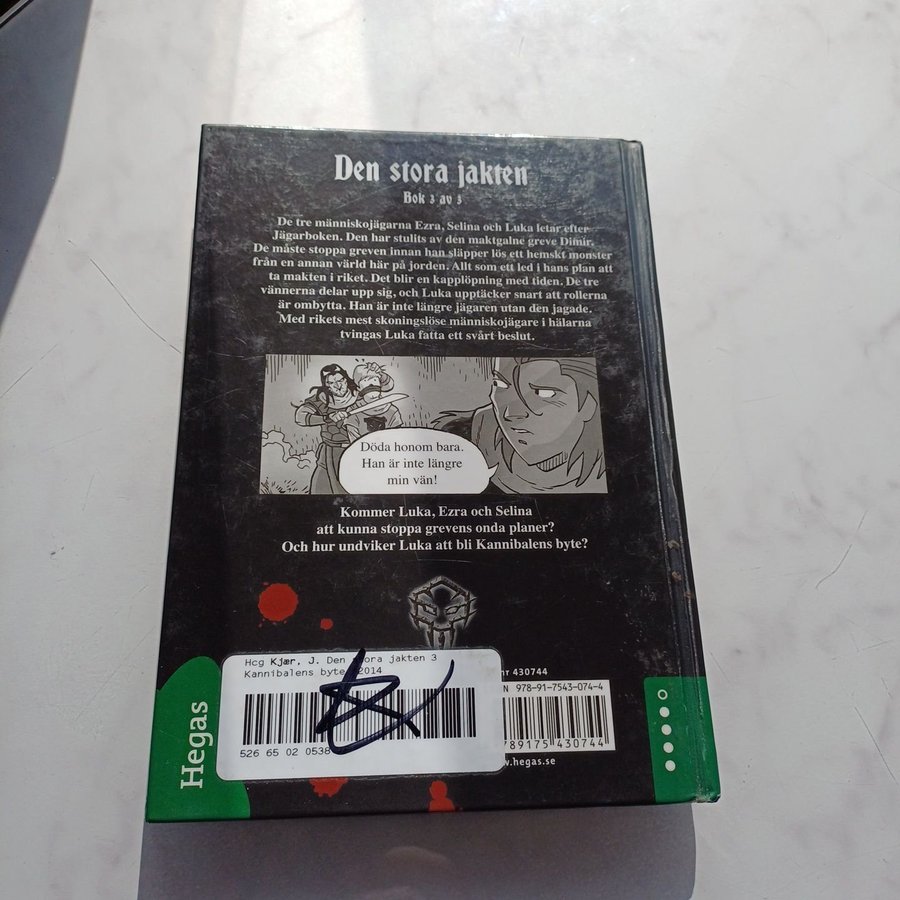 Den stora jakten
Bok 3 av 3
De tre människojägarna Ezra, Selina och Luka letar efter
Jägarboken. Den har stulits av den maktgalne greve Dimir.
De måste stoppa greven innan han släpper lös ett hemskt monster
från en annan värld här på jorden. Allt som ett led i hans plan att
ta makten i riket. Det blir en kapplöpning med tiden. De tre
vännerna delar upp sig, och Luka upptäcker snart att rollerna
är ombytta. Han är inte längre jägaren utan den jagade.
Med rikets mest skoningslöse människojägare i hälarna
tvingas Luka fatta ett svårt beslut.
Döda honom bara.
Han är inte längre
min vän!
Kommer Luka, Ezra och Selina
att kunna stoppa grevens onda planer?
Och hur undviker Luka att bli Kannibalens byte?
Hcg Kjær, J. Den stora jakten 3
Kannibalens byte 2014
526 65 02 0538
nr 430744
N 978-91-7543-074-4
789175 430744
.hegas.se
Hegas